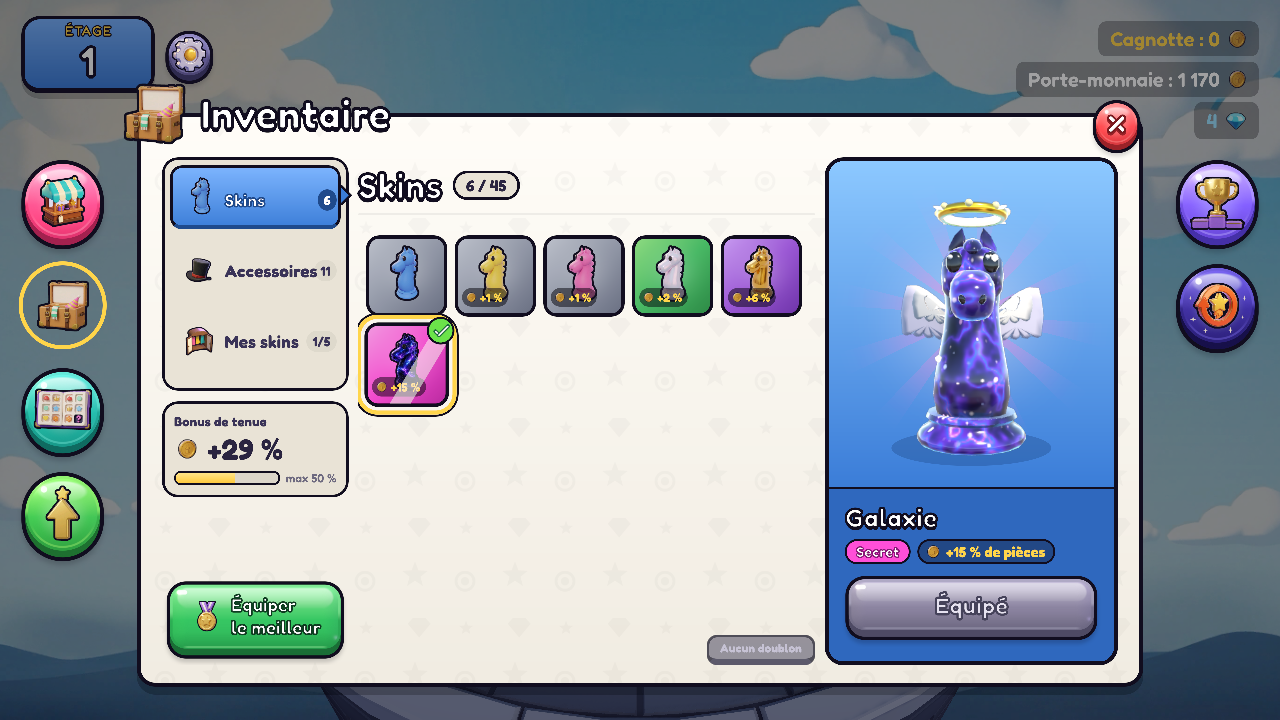 ÉTAGE
1
Cagnotte : 0
Porte-monnaie : 1 170
4
Inventaire
Skins
6
Accessoires 11
Mes skins 1/5
Bonus de tenue
+29 %
max 50 %
Équiper
le meilleur
Skins 6 / 45
+1 %
+1 %
+2 %
+6 %
+15 %
Aucun doublon
Galaxie
Secret
+15 % de pièces
Équipé